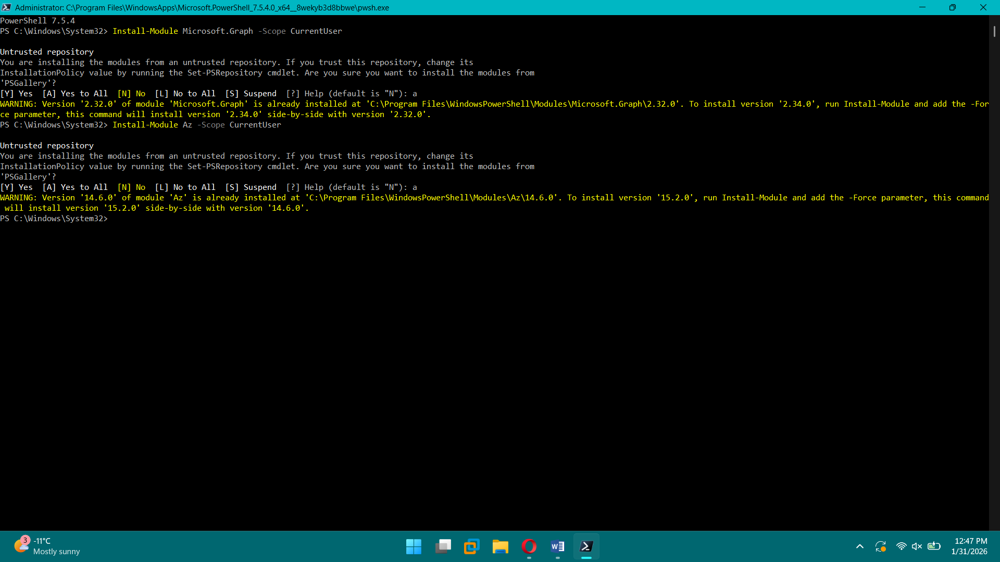 Administrator: C:\Program Files\WindowsApps\Microsoft.PowerShell_7.5.4.0_x64__8wekyb3d8bbwe\pwsh.exe
PowerShell 7.5.4
PS C:\Windows\System32> Install-Module Microsoft.Graph -Scope CurrentUser
Untrusted repository
You are installing the modules from an untrusted repository. If you trust this repository, change its
InstallationPolicy value by running the Set-PSRepository cmdlet. Are you sure you want to install the modules from
'PSGallery'?
[Y] Yes  [A] Yes to All  [N] No  [L] No to All  [S] Suspend  [?] Help (default is "N"): a
WARNING: Version '2.32.0' of module 'Microsoft.Graph' is already installed at 'C:\Program Files\WindowsPowerShell\Modules\Microsoft.Graph\2.32.0'. To install version '2.34.0', run Install-Module and add the -For
ce parameter, this command will install version '2.34.0' side-by-side with version '2.32.0'.
PS C:\Windows\System32> Install-Module Az -Scope CurrentUser
Untrusted repository
You are installing the modules from an untrusted repository. If you trust this repository, change its
InstallationPolicy value by running the Set-PSRepository cmdlet. Are you sure you want to install the modules from
'PSGallery'?
[Y] Yes  [A] Yes to All  [N] No  [L] No to All  [S] Suspend  [?] Help (default is "N"): a
WARNING: Version '14.6.0' of module 'Az' is already installed at 'C:\Program Files\WindowsPowerShell\Modules\Az\14.6.0'. To install version '15.2.0', run Install-Module and add the -Force parameter, this command
 will install version '15.2.0' side-by-side with version '14.6.0'.
PS C:\Windows\System32>
3
-11°C
Mostly sunny
W
12:47 PM
1/31/2026